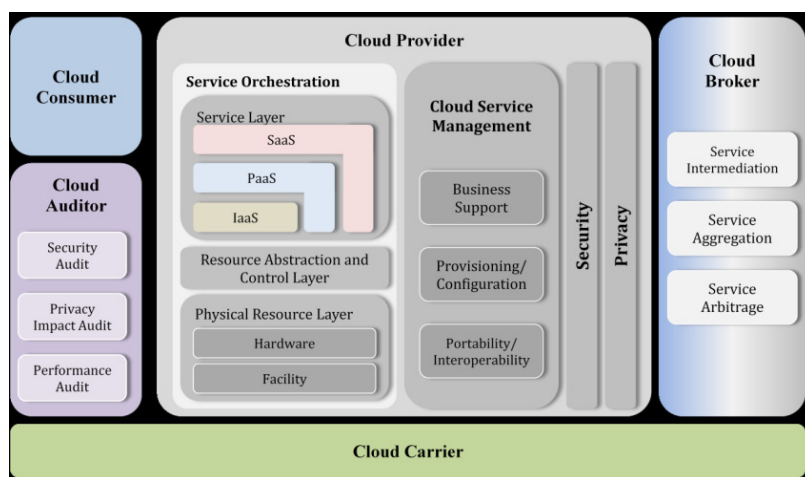 Cloud
Consumer
Cloud
Auditor
Security
Audit
Privacy
Impact Audit
Performance
Audit
Cloud Provider
Service Orchestration
Service Layer
SaaS
PaaS
IaaS
Resource Abstraction and
Control Layer
Physical Resource Layer
Hardware
Facility
Cloud Service
Management
Business
Support
Provisioning/
Configuration
Portability/
Interoperability
Security
Privacy
Cloud
Broker
Service
Intermediation
Service
Aggregation
Service
Arbitrage
Cloud Carrier